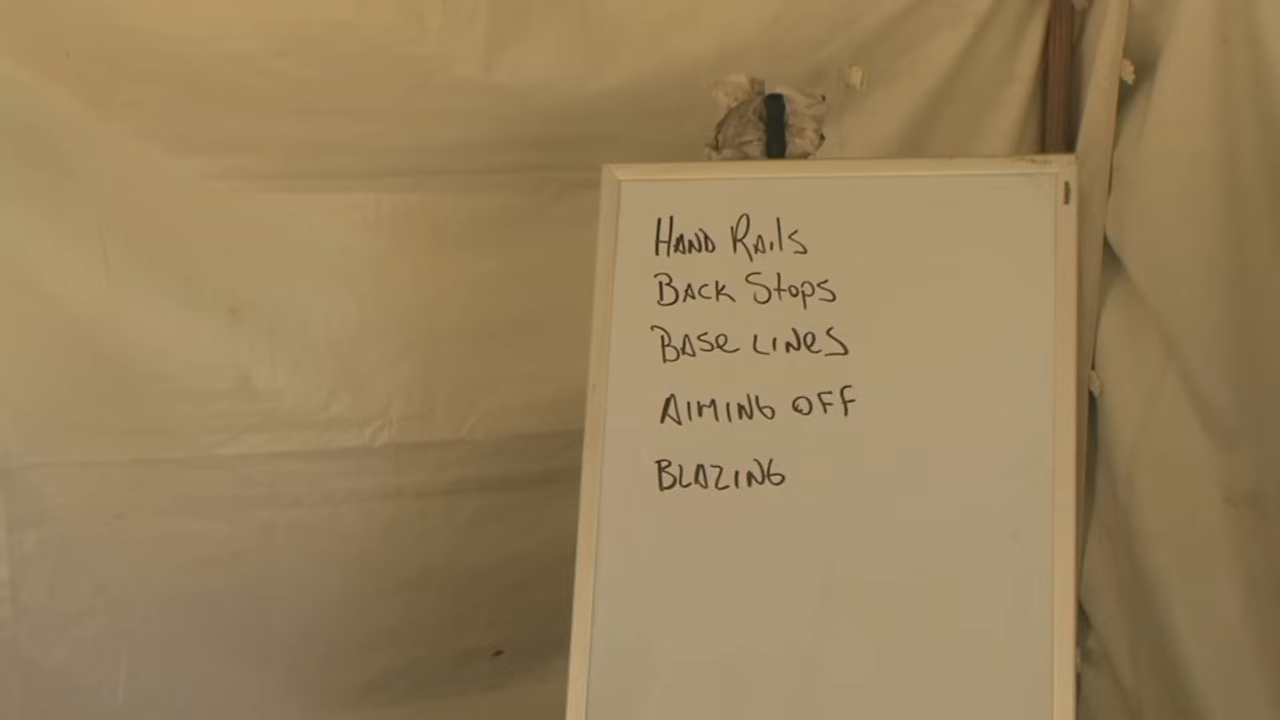 Hand Rails
Back Stops
Base Lines
Aiming Off
Blazing